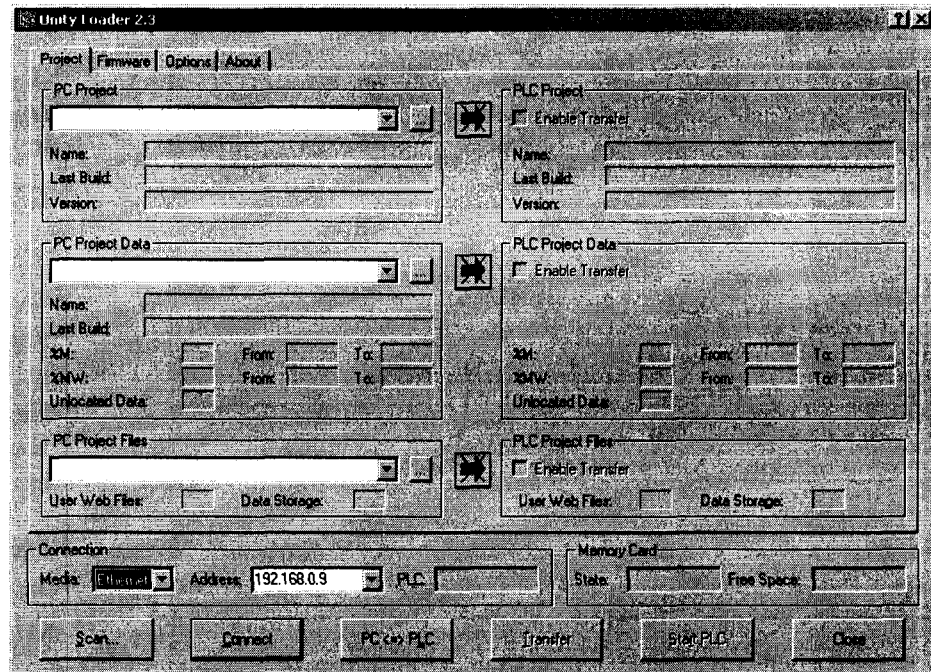 Unity Loader 2.3
Project Firmware Options About
PC Project
...
Name:
Last Build:
Version:
PLC Project
Enable Transfer
Name:
Last Build:
Version:
PC Project Data
...
Name:
Last Build:
%M: From: To:
%MW: From: To:
Unlocated Data:
PLC Project Data
Enable Transfer
%M: From: To:
%MW: From: To:
Unlocated Data:
PC Project Files
...
User Web Files: Data Storage:
PLC Project Files
Enable Transfer
User Web Files: Data Storage:
Connection
Media: Ethernet Address: 192.168.0.9 PLC:
Memory Card
State: Free Space:
Scan... Connect PC <=> PLC Transfer Start PLC Close